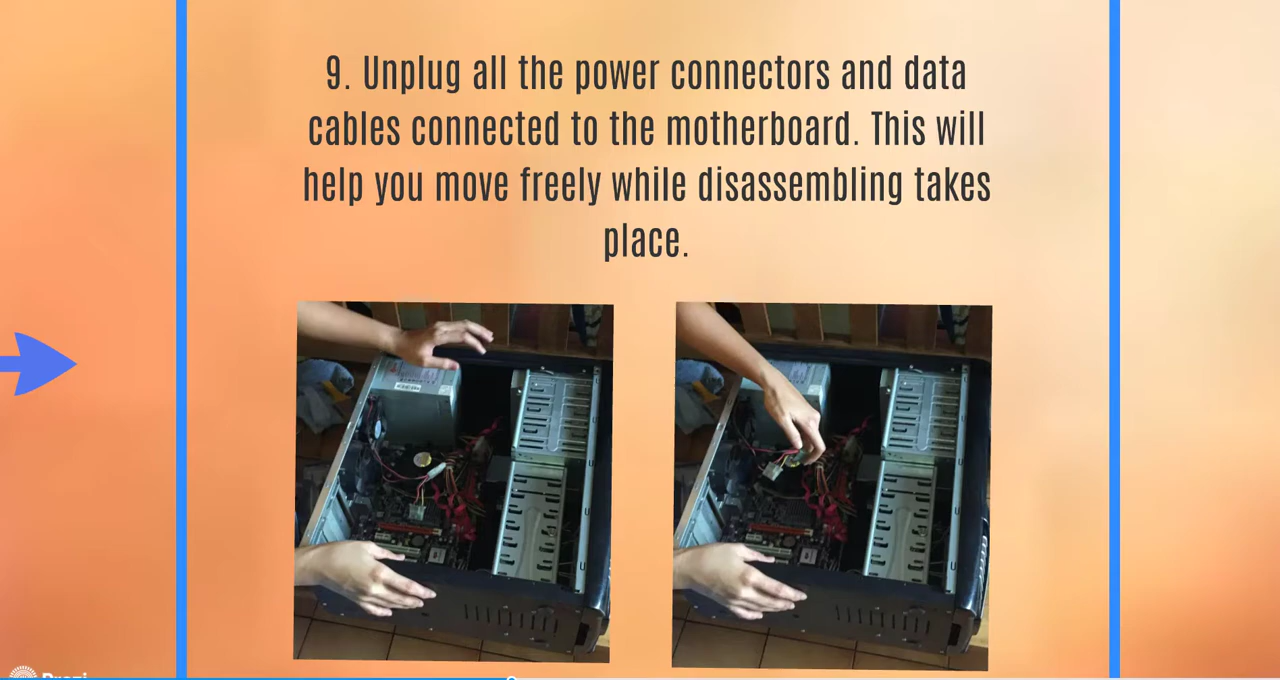 9. Unplug all the power connectors and data
cables connected to the motherboard. This will
help you move freely while disassembling takes
place.
Prezi